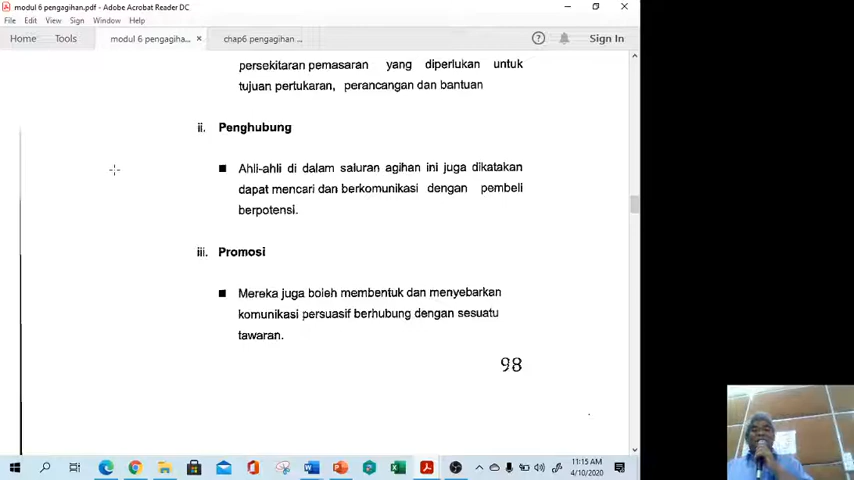 modul 6 pengagihan.pdf - Adobe Acrobat Reader DC
File Edit View Sign Window Help
Home Tools modul 6 pengagiha... × chap6 pengagihan ... Sign In
persekitaran pemasaran yang diperlukan untuk
tujuan pertukaran, perancangan dan bantuan
ii. Penghubung
■ Ahli-ahli di dalam saluran agihan ini juga dikatakan
dapat mencari dan berkomunikasi dengan pembeli
berpotensi.
iii. Promosi
■ Mereka juga boleh membentuk dan menyebarkan
komunikasi persuasif berhubung dengan sesuatu
tawaran.
98
11:15 AM
4/10/2020